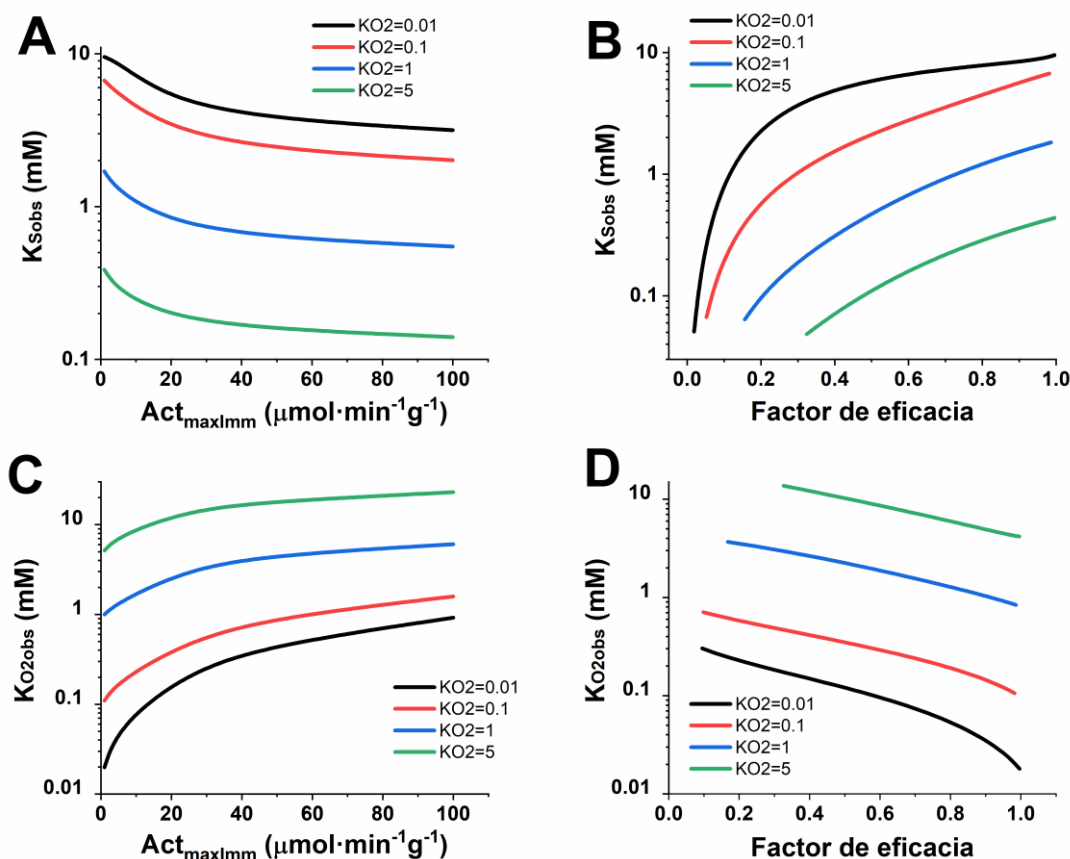 A
KO2=0.01
KO2=0.1
KO2=1
KO2=5
10
1
0.1
K_Sobs (mM)
0 20 40 60 80 100
Act_maxImm (μmol·min⁻¹g⁻¹)
B
KO2=0.01
KO2=0.1
KO2=1
KO2=5
10
1
0.1
K_Sobs (mM)
0.0 0.2 0.4 0.6 0.8 1.0
Factor de eficacia
C
10
1
0.1
0.01
K_O2obs (mM)
KO2=0.01
KO2=0.1
KO2=1
KO2=5
0 20 40 60 80 100
Act_maxImm (μmol·min⁻¹g⁻¹)
D
10
1
0.1
0.01
K_O2obs (mM)
KO2=0.01
KO2=0.1
KO2=1
KO2=5
0.0 0.2 0.4 0.6 0.8 1.0
Factor de eficacia